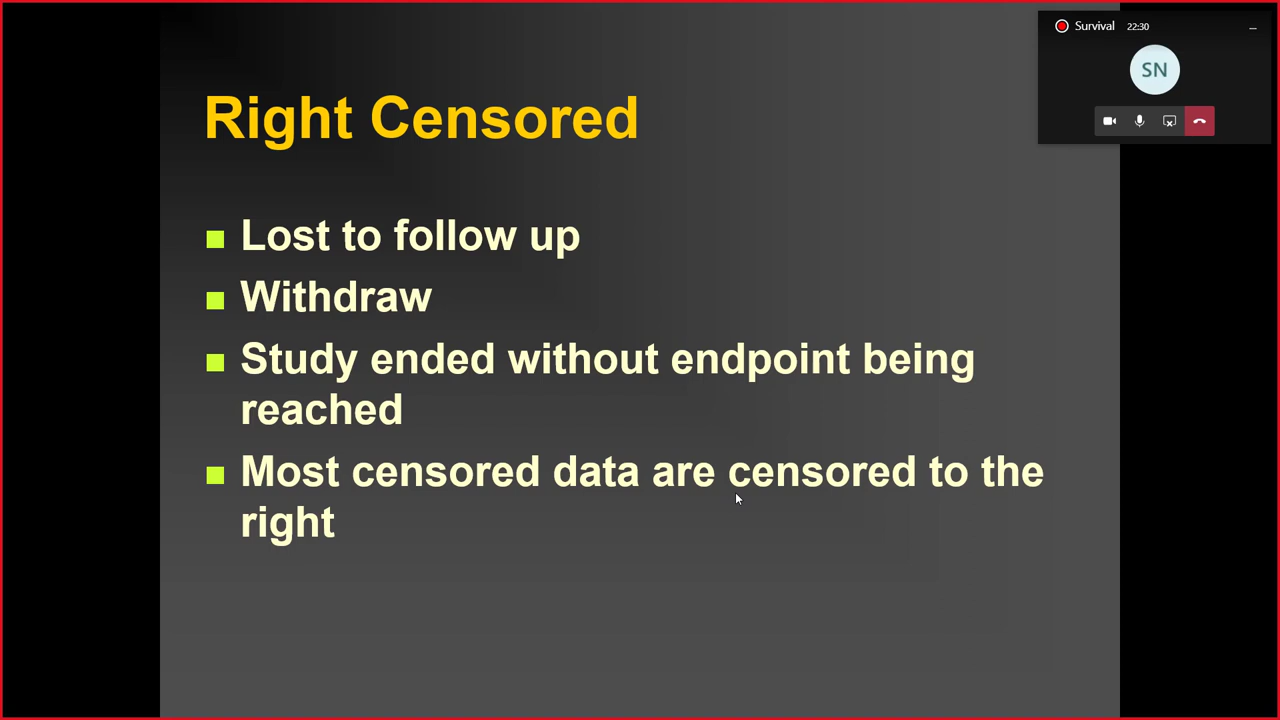 Survival 22:30
SN
Right Censored
Lost to follow up
Withdraw
Study ended without endpoint being
reached
Most censored data are censored to the
right